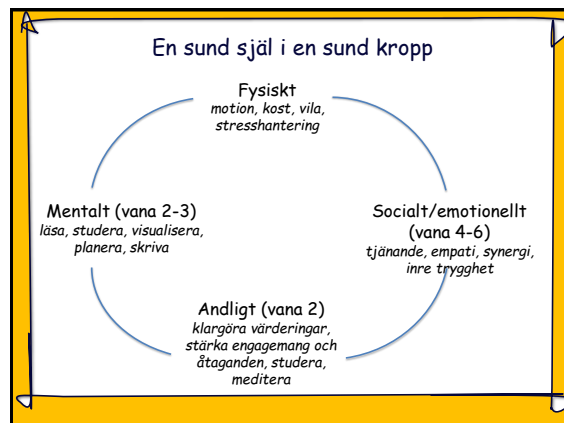 En sund själ i en sund kropp
Fysiskt
motion, kost, vila,
stresshantering
Mentalt (vana 2-3)
läsa, studera, visualisera,
planera, skriva
Socialt/emotionellt
(vana 4-6)
tjänande, empati, synergi,
inre trygghet
Andligt (vana 2)
klargöra värderingar,
stärka engagemang och
åtaganden, studera,
meditera